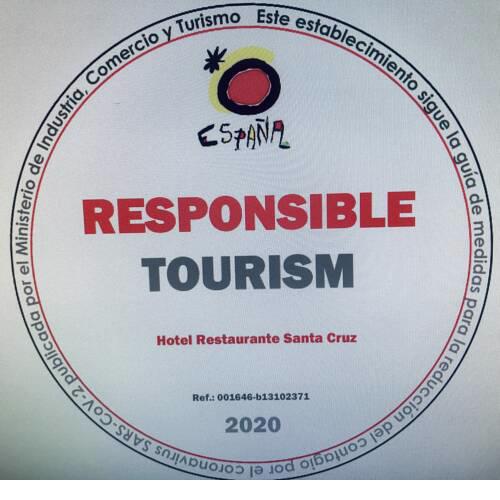 Este establecimiento sigue la guía de medidas para la reducción del contagio por el coronavirus SARS-CoV-2 publicada por el Ministerio de Industria, Comercio y Turismo
ESPAÑA
RESPONSIBLE
TOURISM
Hotel Restaurante Santa Cruz
Ref.: 001646-b13102371
2020